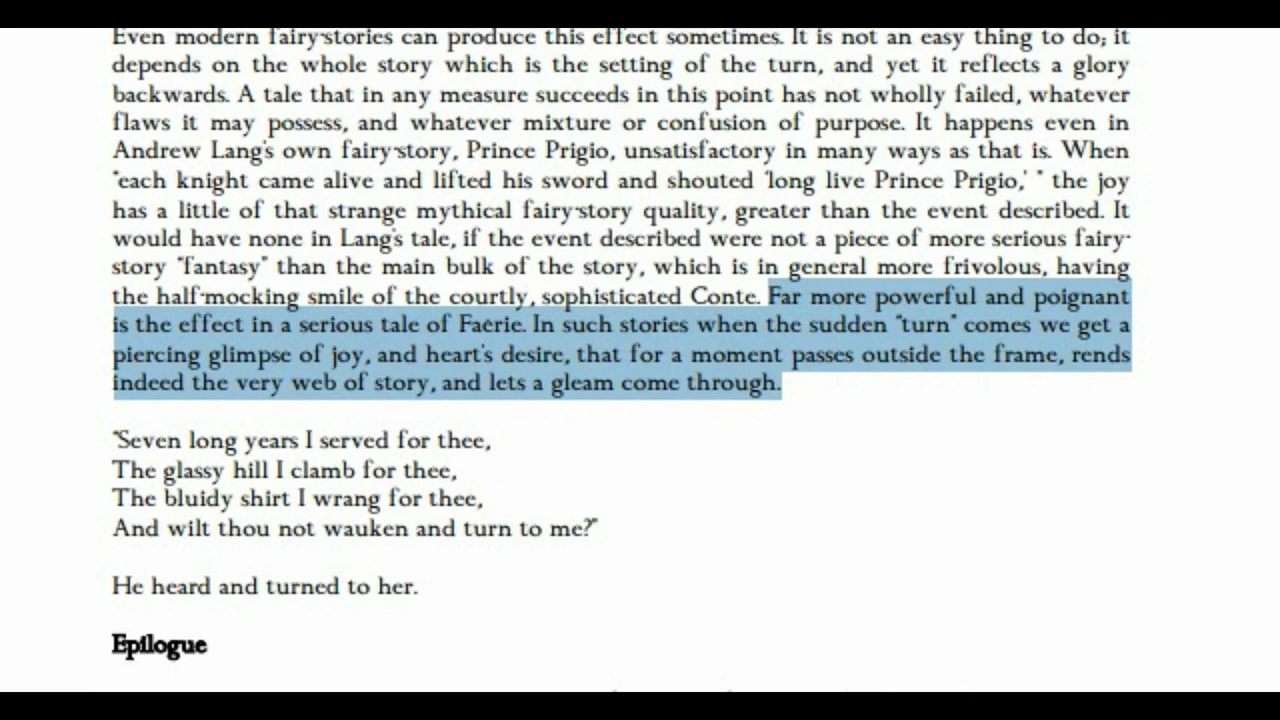 Even modern fairy-stories can produce this effect sometimes. It is not an easy thing to do; it
depends on the whole story which is the setting of the turn, and yet it reflects a glory
backwards. A tale that in any measure succeeds in this point has not wholly failed, whatever
flaws it may possess, and whatever mixture or confusion of purpose. It happens even in
Andrew Lang's own fairy-story, Prince Prigio, unsatisfactory in many ways as that is. When
"each knight came alive and lifted his sword and shouted 'long live Prince Prigio,' " the joy
has a little of that strange mythical fairy-story quality, greater than the event described. It
would have none in Lang's tale, if the event described were not a piece of more serious fairy-
story "fantasy" than the main bulk of the story, which is in general more frivolous, having
the half-mocking smile of the courtly, sophisticated Conte. Far more powerful and poignant
is the effect in a serious tale of Faërie. In such stories when the sudden "turn" comes we get a
piercing glimpse of joy, and heart's desire, that for a moment passes outside the frame, rends
indeed the very web of story, and lets a gleam come through.
"Seven long years I served for thee,
The glassy hill I clamb for thee,
The bluidy shirt I wrang for thee,
And wilt thou not wauken and turn to me?"
He heard and turned to her.
Epilogue